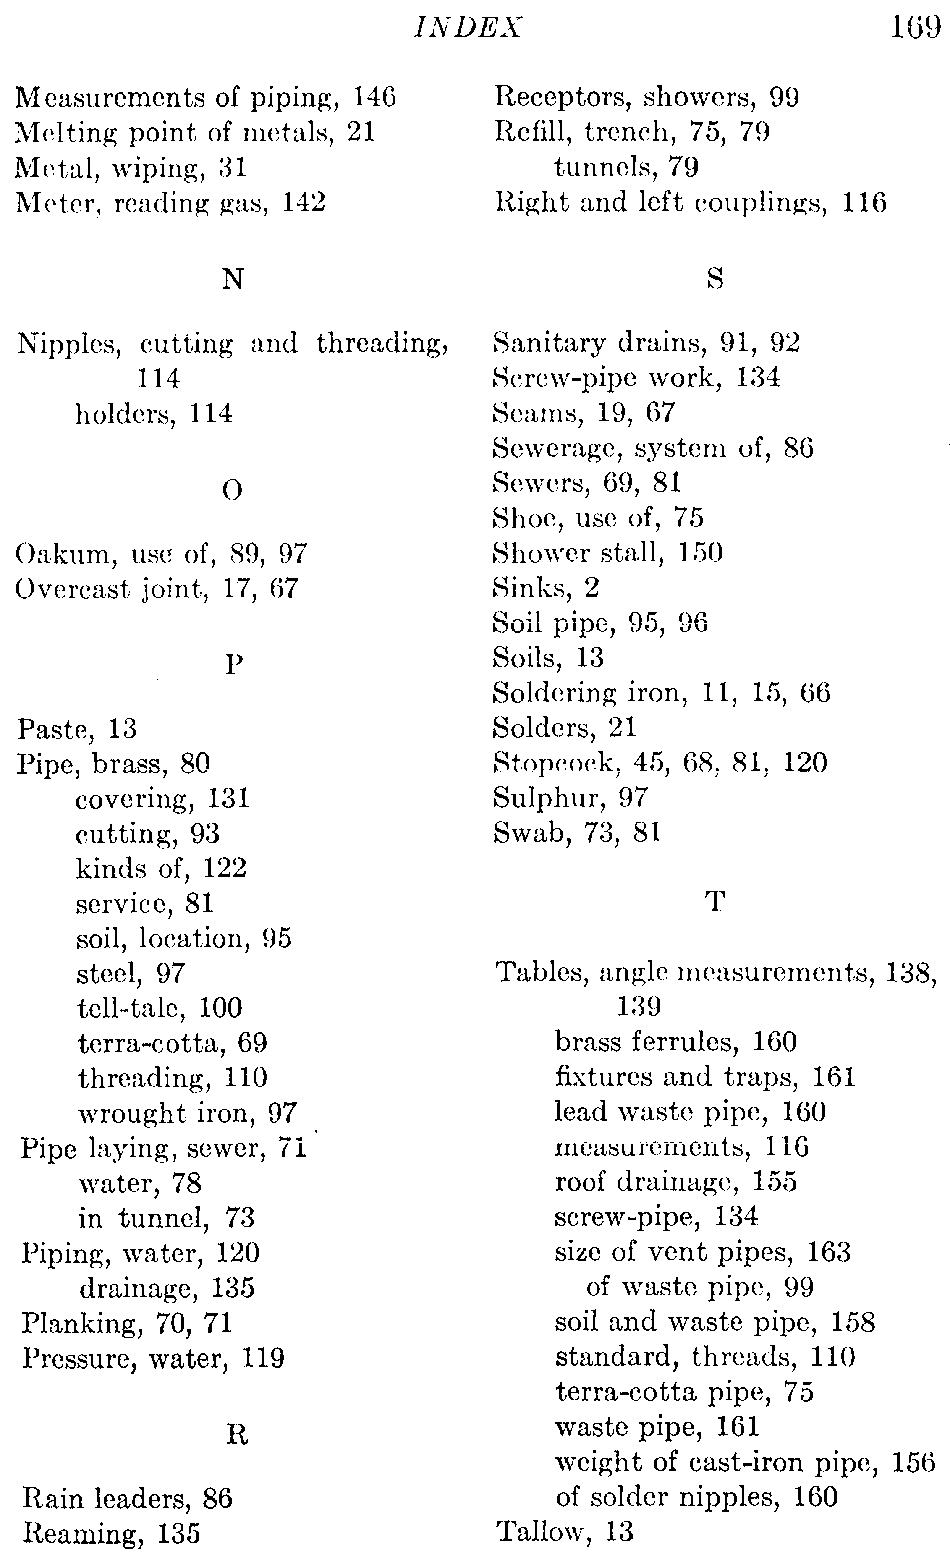 INDEX 169
Measurements of piping, 146
Melting point of metals, 21
Metal, wiping, 31
Meter, reading gas, 142
N
Nipples, cutting and threading,
114
holders, 114
O
Oakum, use of, 89, 97
Overcast joint, 17, 67
P
Paste, 13
Pipe, brass, 80
covering, 131
cutting, 93
kinds of, 122
service, 81
soil, location, 95
steel, 97
tell-tale, 100
terra-cotta, 69
threading, 110
wrought iron, 97
Pipe laying, sewer, 71
water, 78
in tunnel, 73
Piping, water, 120
drainage, 135
Planking, 70, 71
Pressure, water, 119
R
Rain leaders, 86
Reaming, 135
Receptors, showers, 99
Refill, trench, 75, 79
tunnels, 79
Right and left couplings, 116
S
Sanitary drains, 91, 92
Screw-pipe work, 134
Seams, 19, 67
Sewerage, system of, 86
Sewers, 69, 81
Shoe, use of, 75
Shower stall, 150
Sinks, 2
Soil pipe, 95, 96
Soils, 13
Soldering iron, 11, 15, 66
Solders, 21
Stopcock, 45, 68, 81, 120
Sulphur, 97
Swab, 73, 81
T
Tables, angle measurements, 138,
139
brass ferrules, 160
fixtures and traps, 161
lead waste pipe, 160
measurements, 116
roof drainage, 155
screw-pipe, 134
size of vent pipes, 163
of waste pipe, 99
soil and waste pipe, 158
standard, threads, 110
terra-cotta pipe, 75
waste pipe, 161
weight of cast-iron pipe, 156
of solder nipples, 160
Tallow, 13